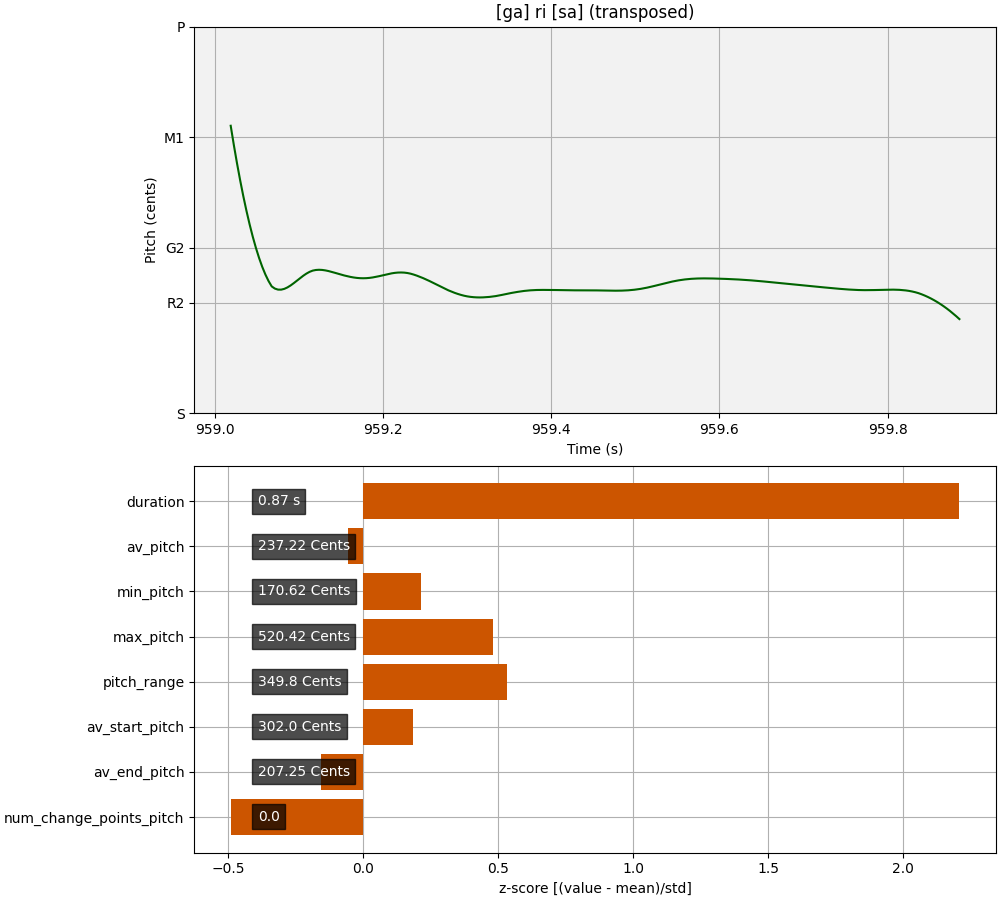 [ga] ri [sa] (transposed)
P
M1
G2
R2
S
Pitch (cents)
959.0 959.2 959.4 959.6 959.8
Time (s)
duration 0.87 s
av_pitch 237.22 Cents
min_pitch 170.62 Cents
max_pitch 520.42 Cents
pitch_range 349.8 Cents
av_start_pitch 302.0 Cents
av_end_pitch 207.25 Cents
num_change_points_pitch 0.0
−0.5 0.0 0.5 1.0 1.5 2.0
z-score [(value - mean)/std]